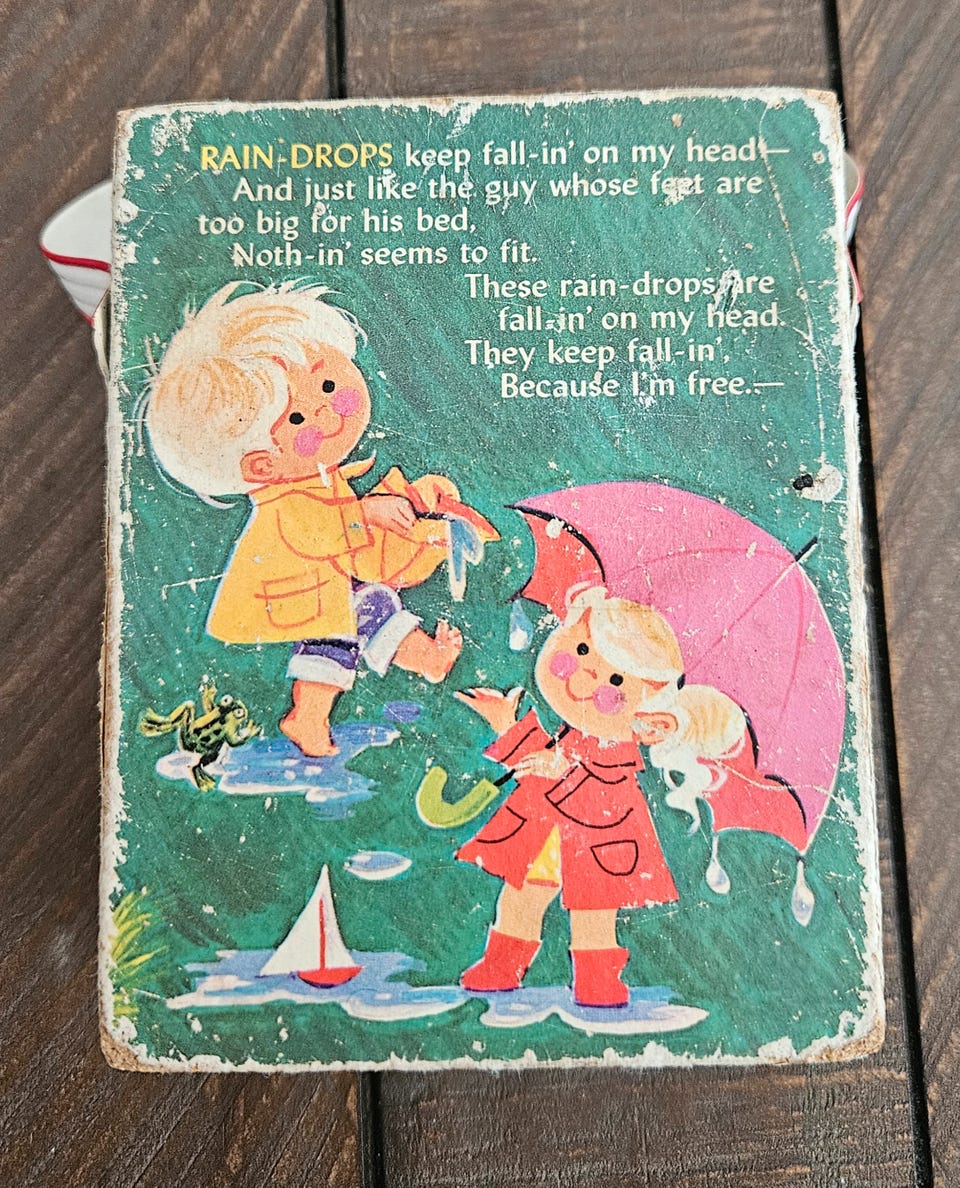 RAIN-DROPS keep fall-in' on my head—
And just like the guy whose feet are
too big for his bed,
Noth-in' seems to fit.
These rain-drops are
fall-in' on my head.
They keep fall-in',
Because I'm free.—